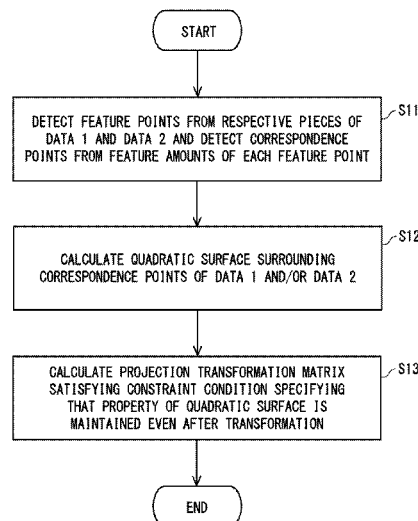 START
S11
DETECT FEATURE POINTS FROM RESPECTIVE PIECES OF
DATA 1 AND DATA 2 AND DETECT CORRESPONDENCE
POINTS FROM FEATURE AMOUNTS OF EACH FEATURE POINT
S12
CALCULATE QUADRATIC SURFACE SURROUNDING
CORRESPONDENCE POINTS OF DATA 1 AND/OR DATA 2
S13
CALCULATE PROJECTION TRANSFORMATION MATRIX
SATISFYING CONSTRAINT CONDITION SPECIFYING
THAT PROPERTY OF QUADRATIC SURFACE IS
MAINTAINED EVEN AFTER TRANSFORMATION
END